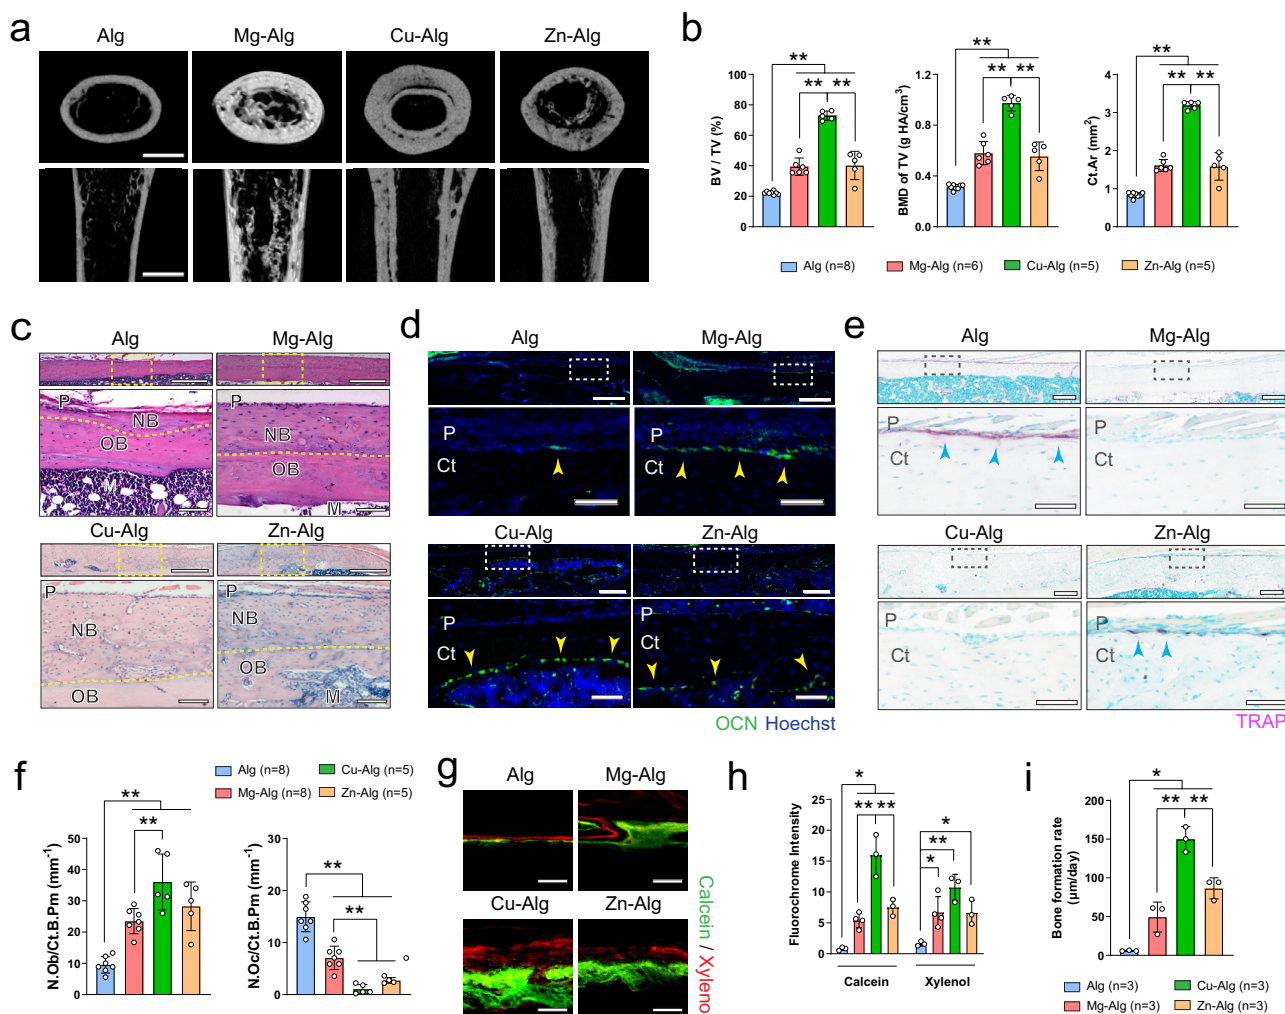 a
Alg
Mg-Alg
Cu-Alg
Zn-Alg
b
**
** **
BV / TV (%)
100
80
60
40
20
0
**
** **
BMD of TV (g HA/cm³)
1.2
0.8
0.4
0.0
**
** **
Ct.Ar (mm²)
4
3
2
1
0
Alg (n=8)
Mg-Alg (n=6)
Cu-Alg (n=5)
Zn-Alg (n=5)
c
Alg
Mg-Alg
P
NB
OB
M
P
NB
OB
M
Cu-Alg
Zn-Alg
P
NB
OB
P
NB
OB
M
d
Alg
Mg-Alg
P
Ct
P
Ct
Cu-Alg
Zn-Alg
P
Ct
P
Ct
OCN Hoechst
e
Alg
Mg-Alg
P
Ct
P
Ct
Cu-Alg
Zn-Alg
P
Ct
P
Ct
TRAP
f
Alg (n=8)
Cu-Alg (n=5)
Mg-Alg (n=8)
Zn-Alg (n=5)
**
**
N.Ob/Ct.B.Pm (mm⁻¹)
50
40
30
20
10
0
**
**
N.Oc/Ct.B.Pm (mm⁻¹)
30
20
10
0
g
Alg
Mg-Alg
Cu-Alg
Zn-Alg
Calcein / Xyleno
h
*
** **
*
**
*
Fluorochrome Intensity
25
20
15
10
5
0
Calcein
Xylenol
i
*
** **
Bone formation rate
(μm/day)
200
150
100
50
0
Alg (n=3)
Cu-Alg (n=3)
Mg-Alg (n=3)
Zn-Alg (n=3)